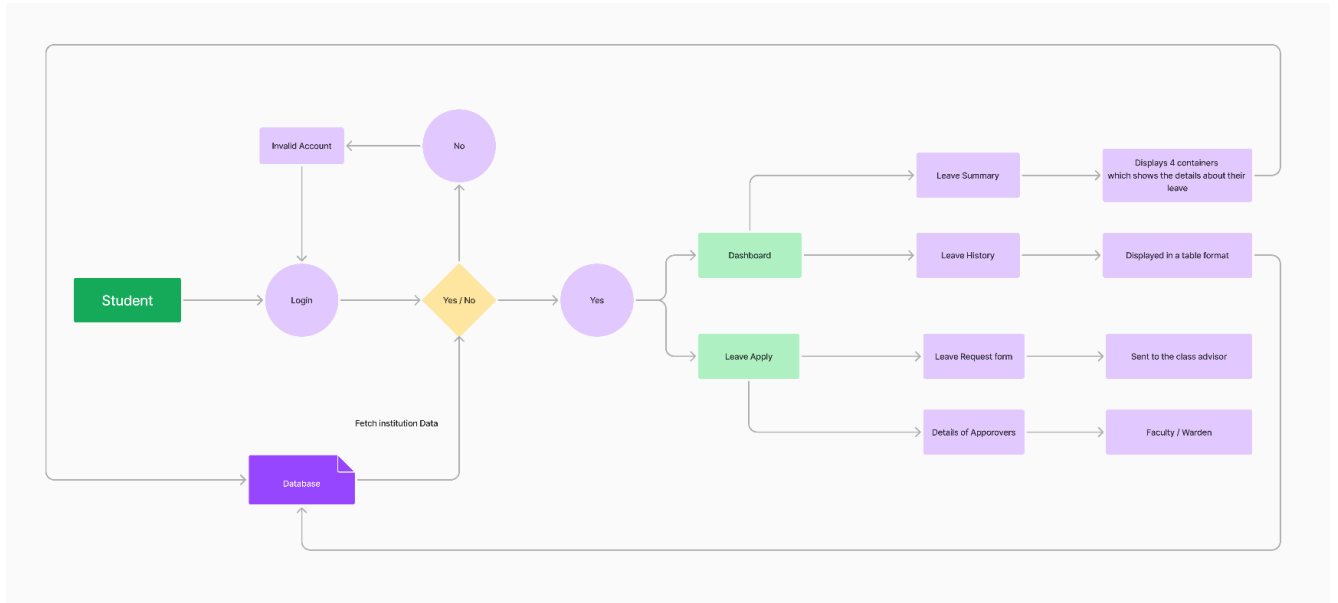 Invalid Account
No
Leave Summary
Displays 4 containers
which shows the details about their
leave
Dashboard
Leave History
Displayed in a table format
Student
Login
Yes / No
Yes
Leave Apply
Leave Request form
Sent to the class advisor
Fetch institution Data
Details of Apporovers
Faculty / Warden
Database